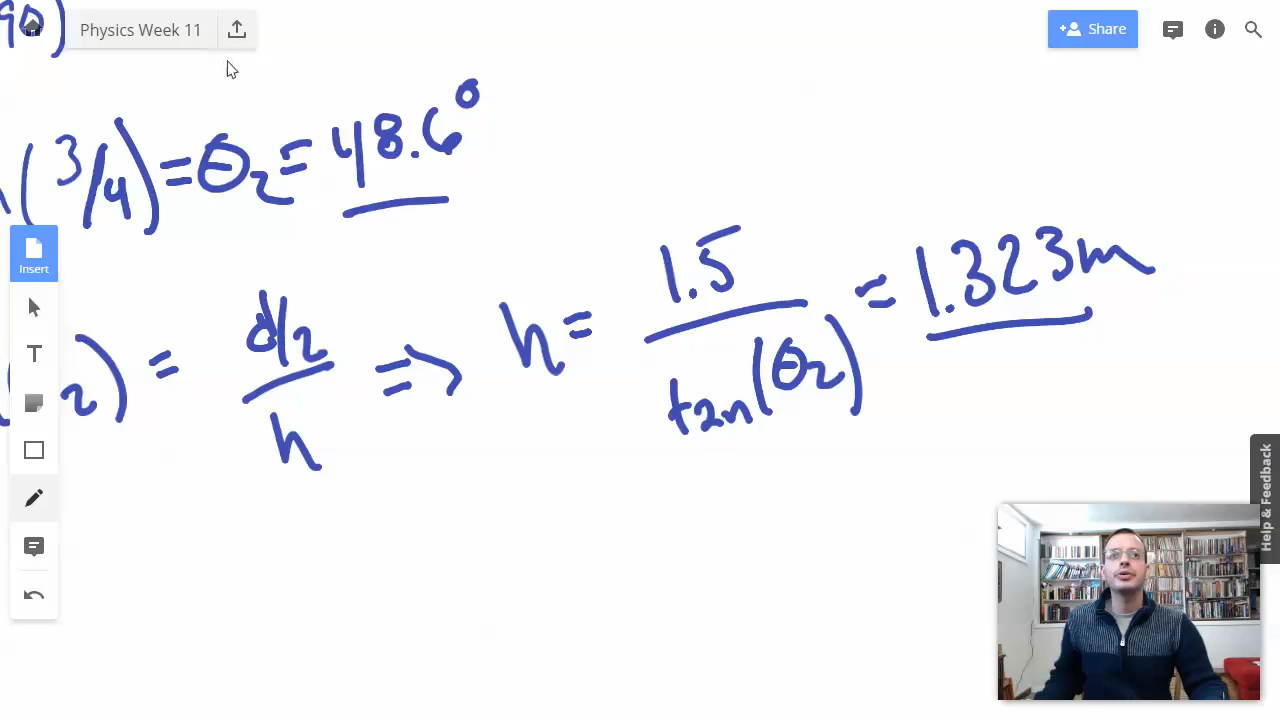 90)
Physics Week 11
Share
(3/4) = θ₂ = 48.6°
Insert
2) = d/2 / h => h = 1.5 / tan(θ₂) = 1.323m
Help & Feedback